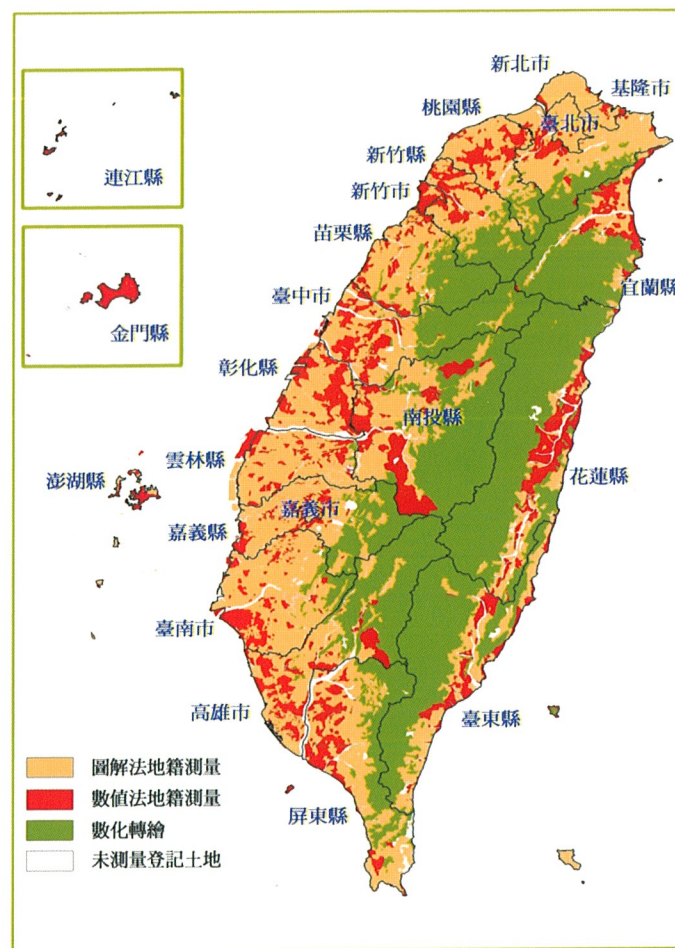 新北市
基隆市
桃園縣
臺北市
新竹縣
連江縣
新竹市
苗栗縣
宜蘭縣
臺中市
金門縣
彰化縣
南投縣
雲林縣
澎湖縣
花蓮縣
嘉義市
嘉義縣
臺南市
高雄市
臺東縣
圖解法地籍測量
數值法地籍測量
屏東縣
數化轉繪
未測量登記土地